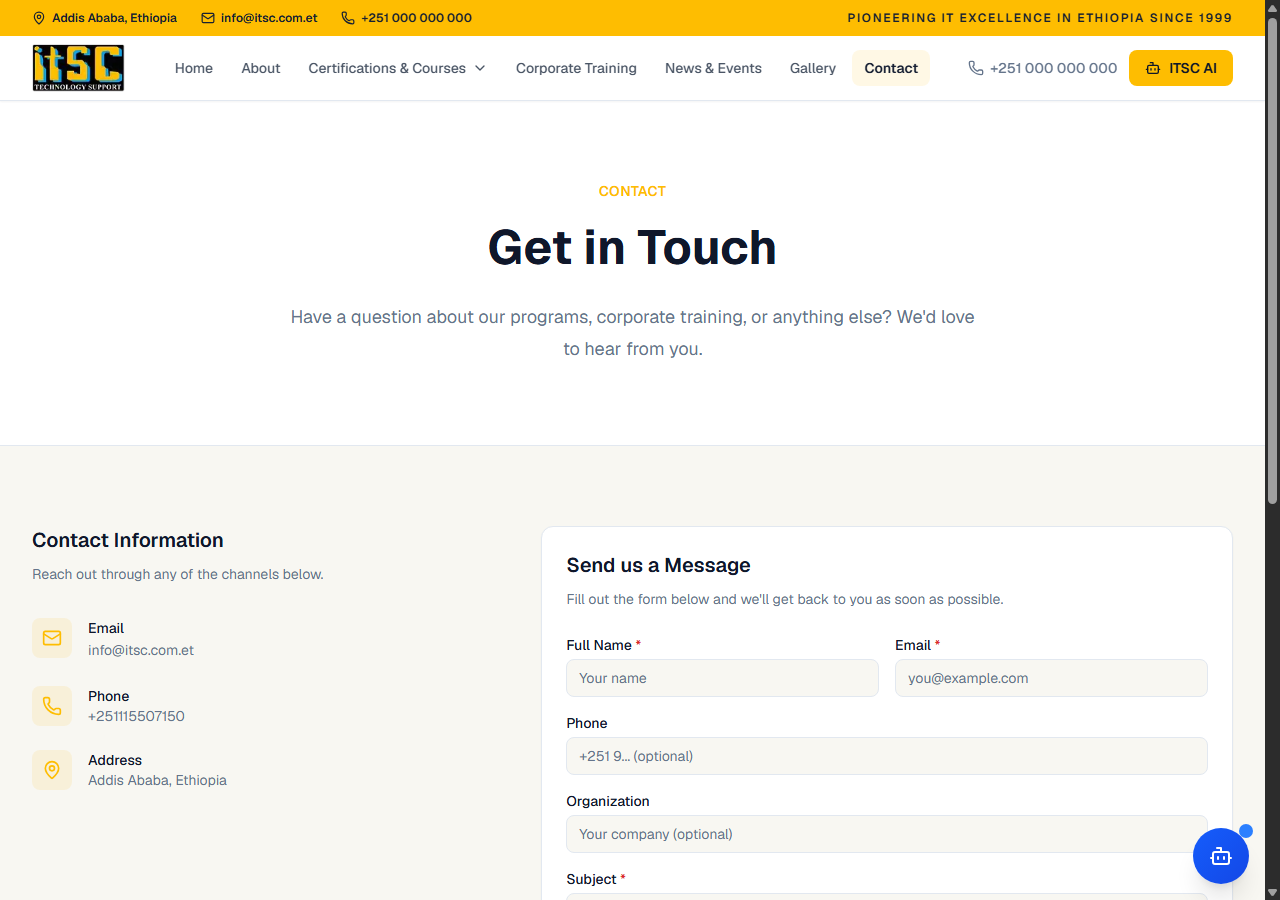 Addis Ababa, Ethiopia
info@itsc.com.et
+251 000 000 000
PIONEERING IT EXCELLENCE IN ETHIOPIA SINCE 1999
itSC
TECHNOLOGY SUPPORT
Home
About
Certifications & Courses
Corporate Training
News & Events
Gallery
Contact
+251 000 000 000
ITSC AI
CONTACT
Get in Touch
Have a question about our programs, corporate training, or anything else? We'd love
to hear from you.
Contact Information
Reach out through any of the channels below.
Email
info@itsc.com.et
Phone
+251115507150
Address
Addis Ababa, Ethiopia
Send us a Message
Fill out the form below and we'll get back to you as soon as possible.
Full Name *
Your name
Email *
you@example.com
Phone
+251 9... (optional)
Organization
Your company (optional)
Subject *